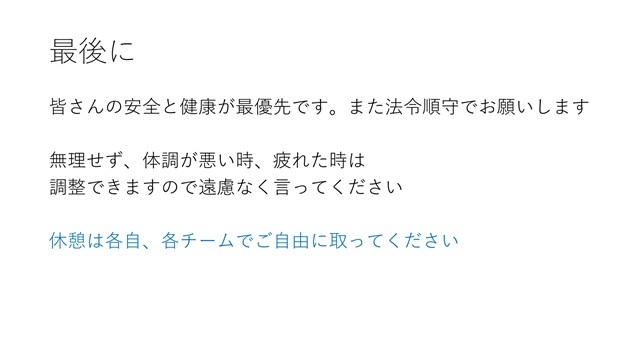 最後に
皆さんの安全と健康が最優先です。また法令順守でお願いします
無理せず、体調が悪い時、疲れた時は
調整できますので遠慮なく言ってください
休憩は各自、各チームでご自由に取ってください